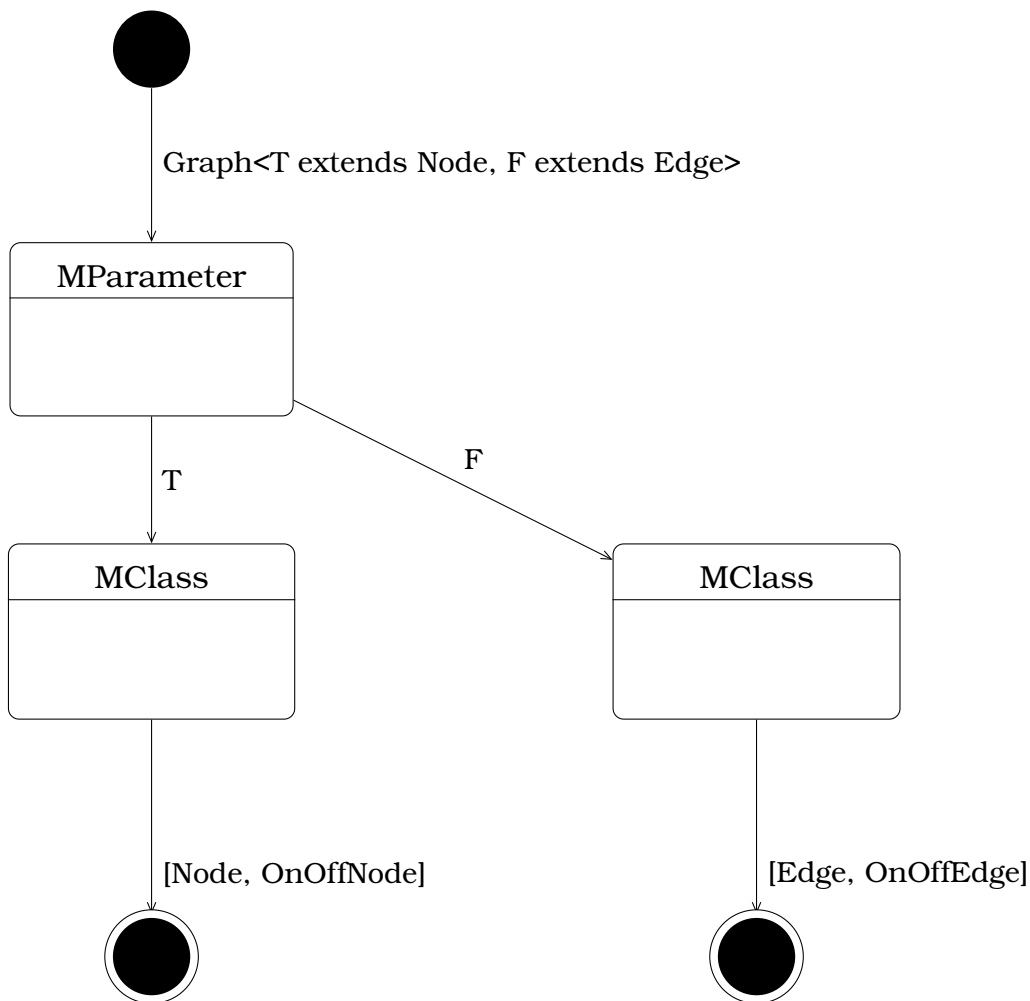 Graph<T extends Node, F extends Edge>
MParameter
F
T
MClass
MClass
[Node, OnOffNode]
[Edge, OnOffEdge]